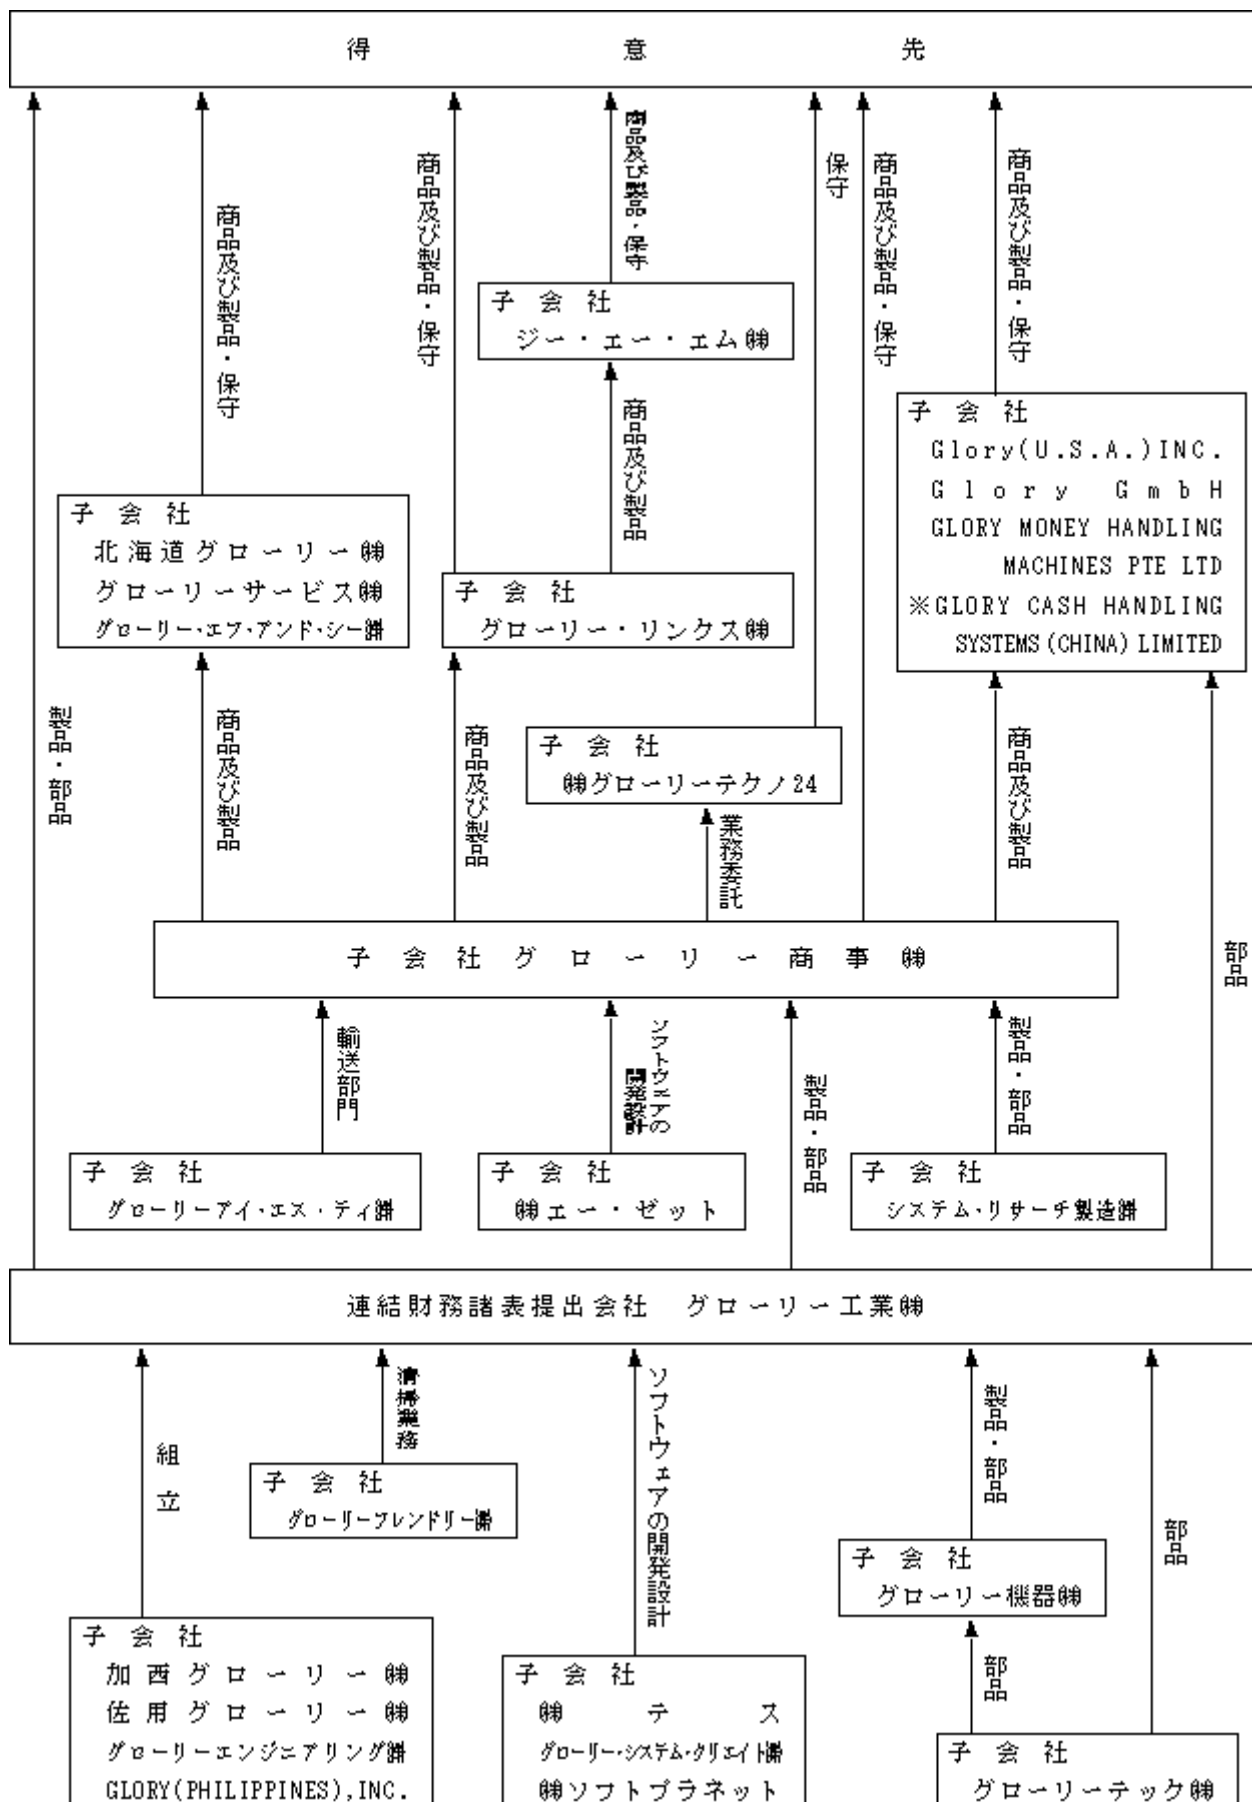 得意先
商品及び製品・保守
保守
商品及び製品・保守
商品及び製品・保守
商品及び製品・保守
商品及び製品・保守
子会社
ジー・エー・エム㈱
商品及び製品
子会社
Glory(U.S.A.)INC.
Glory GmbH
GLORY MONEY HANDLING
MACHINES PTE LTD
※GLORY CASH HANDLING
SYSTEMS(CHINA)LIMITED
子会社
北海道グローリー㈱
グローリーサービス㈱
グローリー・エフ・アンド・シー㈱
子会社
グローリー・リンクス㈱
製品・部品
商品及び製品
商品及び製品
子会社
㈱グローリーテクノ24
業務委託
商品及び製品
部品
子会社グローリー商事㈱
輸送部門
ソフトウェアの
開発設計
製品・部品
製品・部品
子会社
グローリーアイ・エス・ティ㈱
子会社
㈱エー・ゼット
子会社
システム・リサーチ製造㈱
連結財務諸表提出会社 グローリー工業㈱
組立
清掃業務
ソフトウェアの開発設計
製品・部品
部品
子会社
グローリーフレンドリー㈱
子会社
グローリー機器㈱
部品
子会社
加西グローリー㈱
佐用グローリー㈱
グローリーエンジニアリング㈱
GLORY(PHILIPPINES),INC.
子会社
㈱テス
グローリー・システム・クリエイト㈱
㈱ソフトプラネット
子会社
グローリーテック㈱